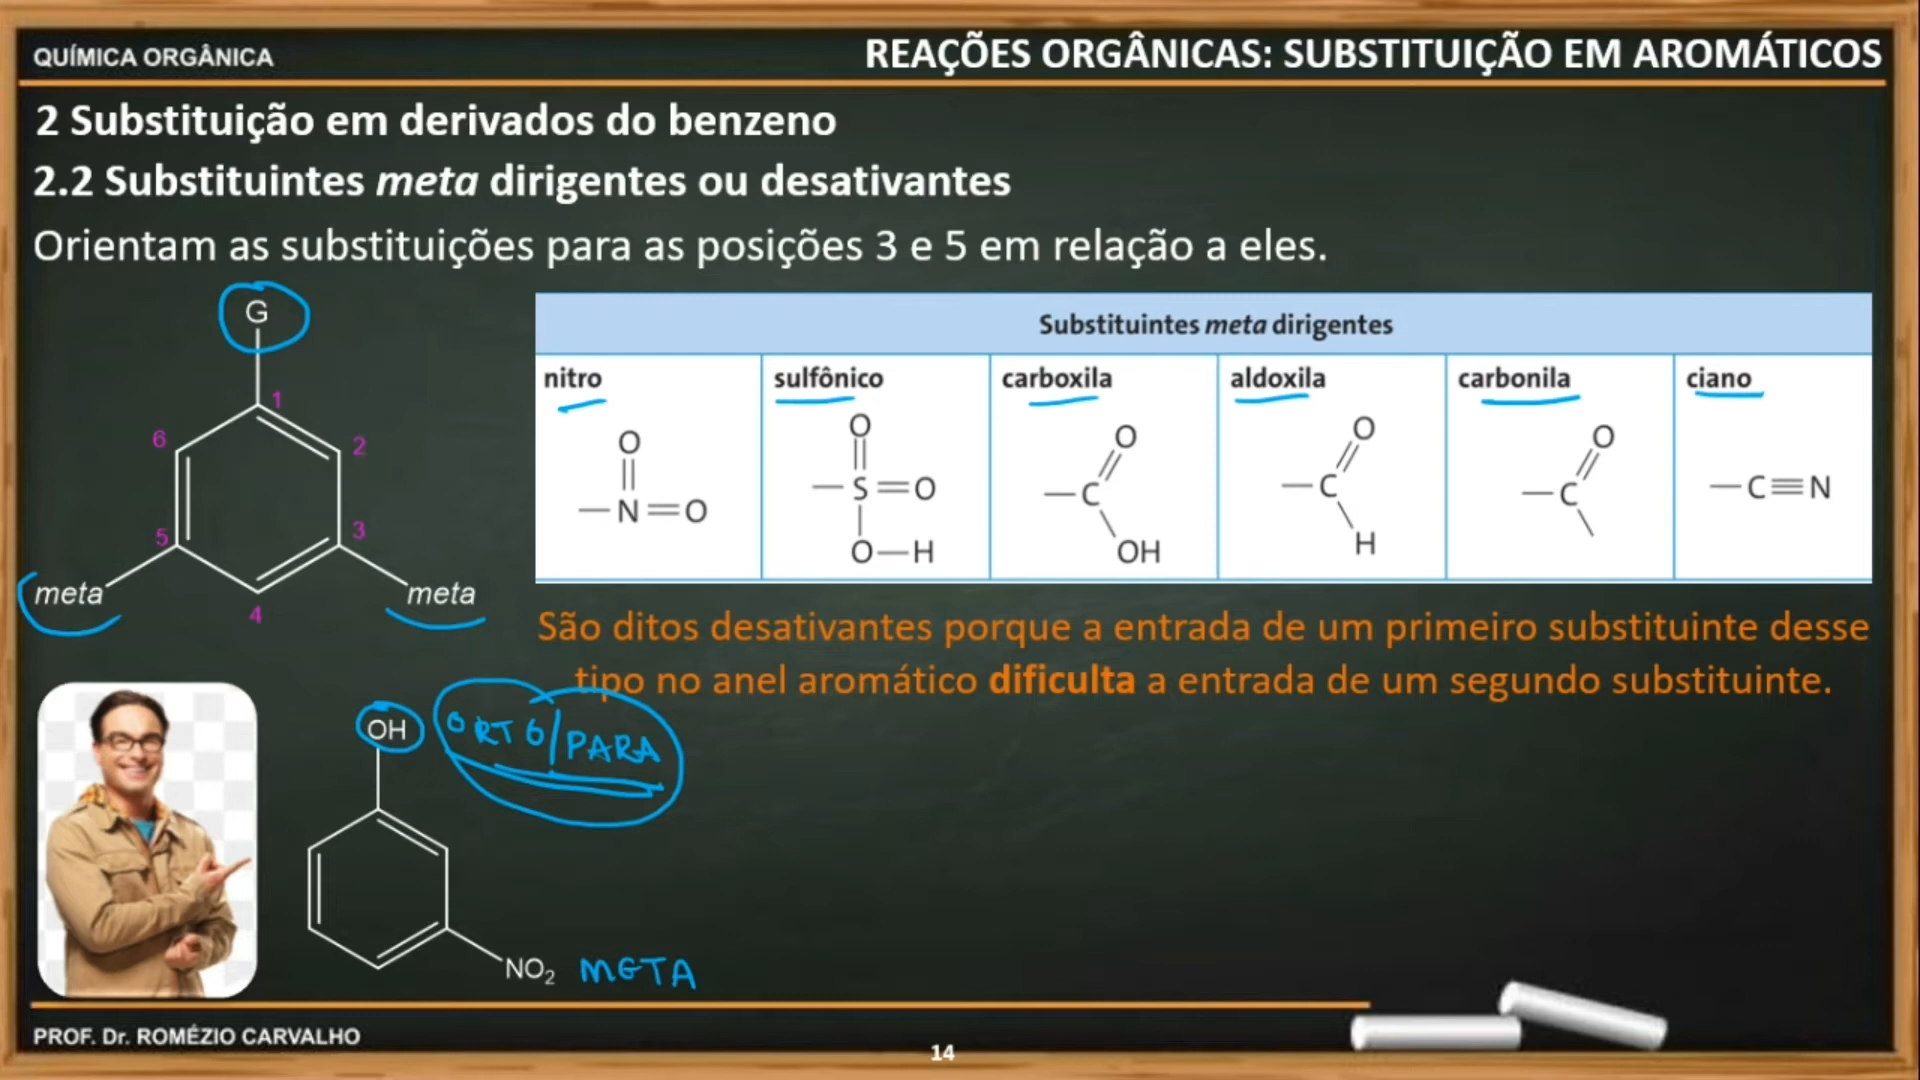 QUÍMICA ORGÂNICA
REAÇÕES ORGÂNICAS: SUBSTITUIÇÃO EM AROMÁTICOS
2 Substituição em derivados do benzeno
2.2 Substituintes meta dirigentes ou desativantes
Orientam as substituições para as posições 3 e 5 em relação a eles.
G
1
6
2
5
3
4
meta
meta
Substituintes meta dirigentes
nitro
sulfônico
carboxila
aldoxila
carbonila
ciano
O
N=O
O
S=O
O—H
O
C
OH
O
C
H
O
C
—C≡N
São ditos desativantes porque a entrada de um primeiro substituinte desse
tipo no anel aromático dificulta a entrada de um segundo substituinte.
OH
ORTO/PARA
NO2 META
PROF. Dr. ROMÉZIO CARVALHO
14